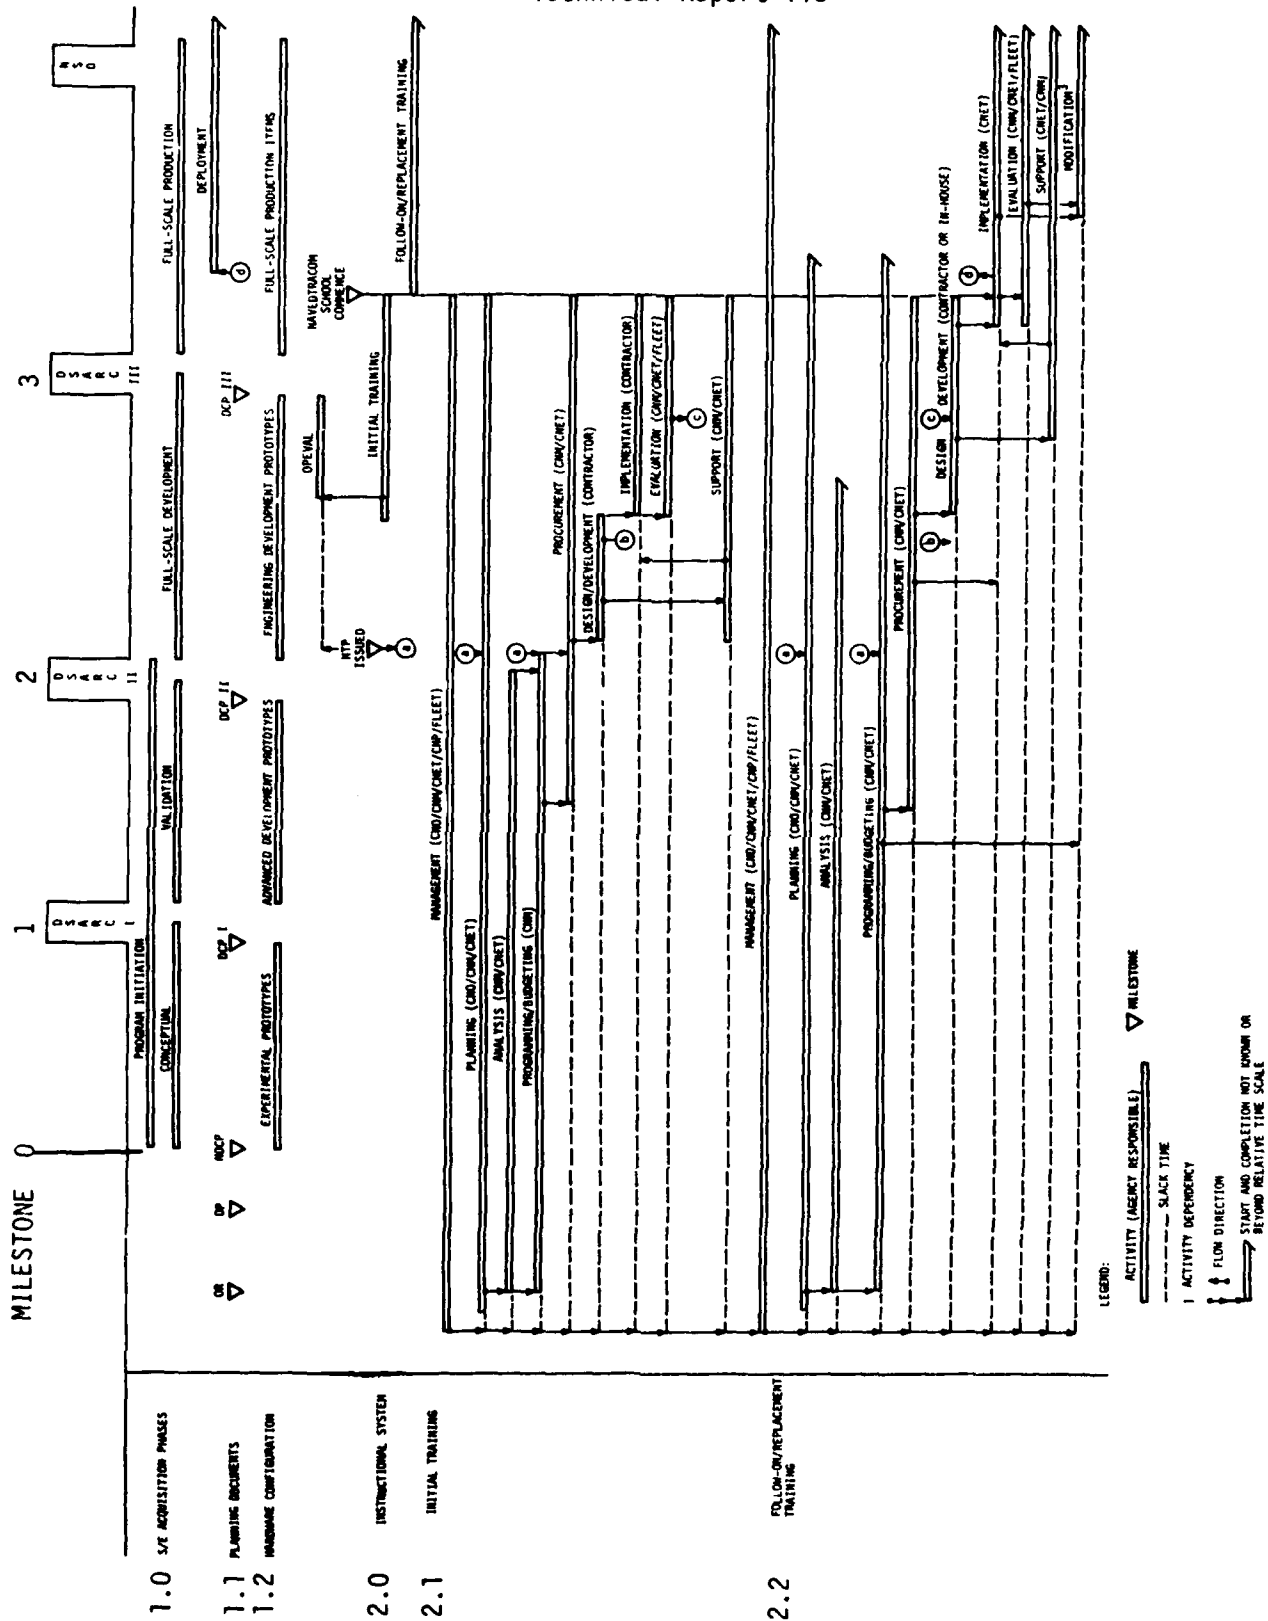 Technical Report
MILESTONE
0
1
2
3
DSARC I
DSARC II
DSARC III
NSD
1.0 S/E ACQUISITION PHASES
PROGRAM INITIATION
CONCEPTUAL
VALIDATION
FULL-SCALE DEVELOPMENT
FULL-SCALE PRODUCTION
DEPLOYMENT
1.1 PLANNING DOCUMENTS
OR
DP
NDCP
DCP I
DCP II
DCP III
d
1.2 HARDWARE CONFIGURATION
EXPERIMENTAL PROTOTYPES
ADVANCED DEVELOPMENT PROTOTYPES
ENGINEERING DEVELOPMENT PROTOTYPES
FULL-SCALE PRODUCTION ITEMS
OPEVAL
NAVEDTRACOM
SCHOOL
COMMENCE
NTP
ISSUED
a
2.0 INSTRUCTIONAL SYSTEM
INITIAL TRAINING
FOLLOW-ON/REPLACEMENT TRAINING
2.1 INITIAL TRAINING
MANAGEMENT (CNO/CNM/CNET/CNP/FLEET)
PLANNING (CNO/CNM/CNET)
a
ANALYSIS (CNM/CNET)
PROGRAMMING/BUDGETING (CNM)
a
PROCUREMENT (CNM/CNET)
DESIGN/DEVELOPMENT (CONTRACTOR)
b
IMPLEMENTATION (CONTRACTOR)
EVALUATION (CNM/CNET/FLEET)
c
SUPPORT (CNM/CNET)
2.2 FOLLOW-ON/REPLACEMENT
TRAINING
MANAGEMENT (CNO/CNM/CNET/CNP/FLEET)
PLANNING (CNO/CNM/CNET)
a
ANALYSIS (CNM/CNET)
PROGRAMMING/BUDGETING (CNM/CNET)
a
PROCUREMENT (CNM/CNET)
b
c
DESIGN
DEVELOPMENT (CONTRACTOR OR IN-HOUSE)
d
IMPLEMENTATION (CNET)
EVALUATION (CNM/CNET/FLEET)
SUPPORT (CNET/CNM)
MODIFICATION
LEGEND:
ACTIVITY (AGENCY RESPONSIBLE)
MILESTONE
SLACK TIME
ACTIVITY DEPENDENCY
FLOW DIRECTION
START AND COMPLETION NOT KNOWN OR
BEYOND RELATIVE TIME SCALE